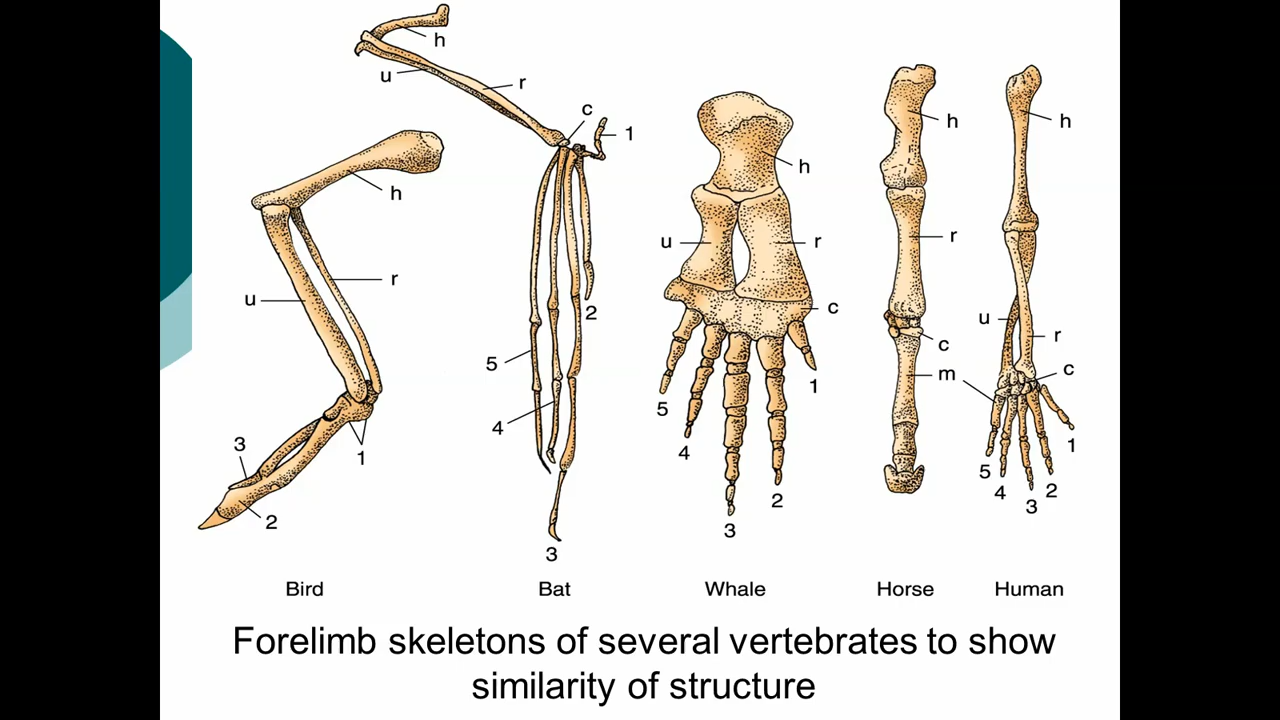 h
u
r
c
1
2
5
4
3
h
r
u
3
1
2
h
u
r
c
1
5
4
2
3
h
r
c
m
h
u
r
c
1
5
4
2
3
Bird
Bat
Whale
Horse
Human
Forelimb skeletons of several vertebrates to show
similarity of structure